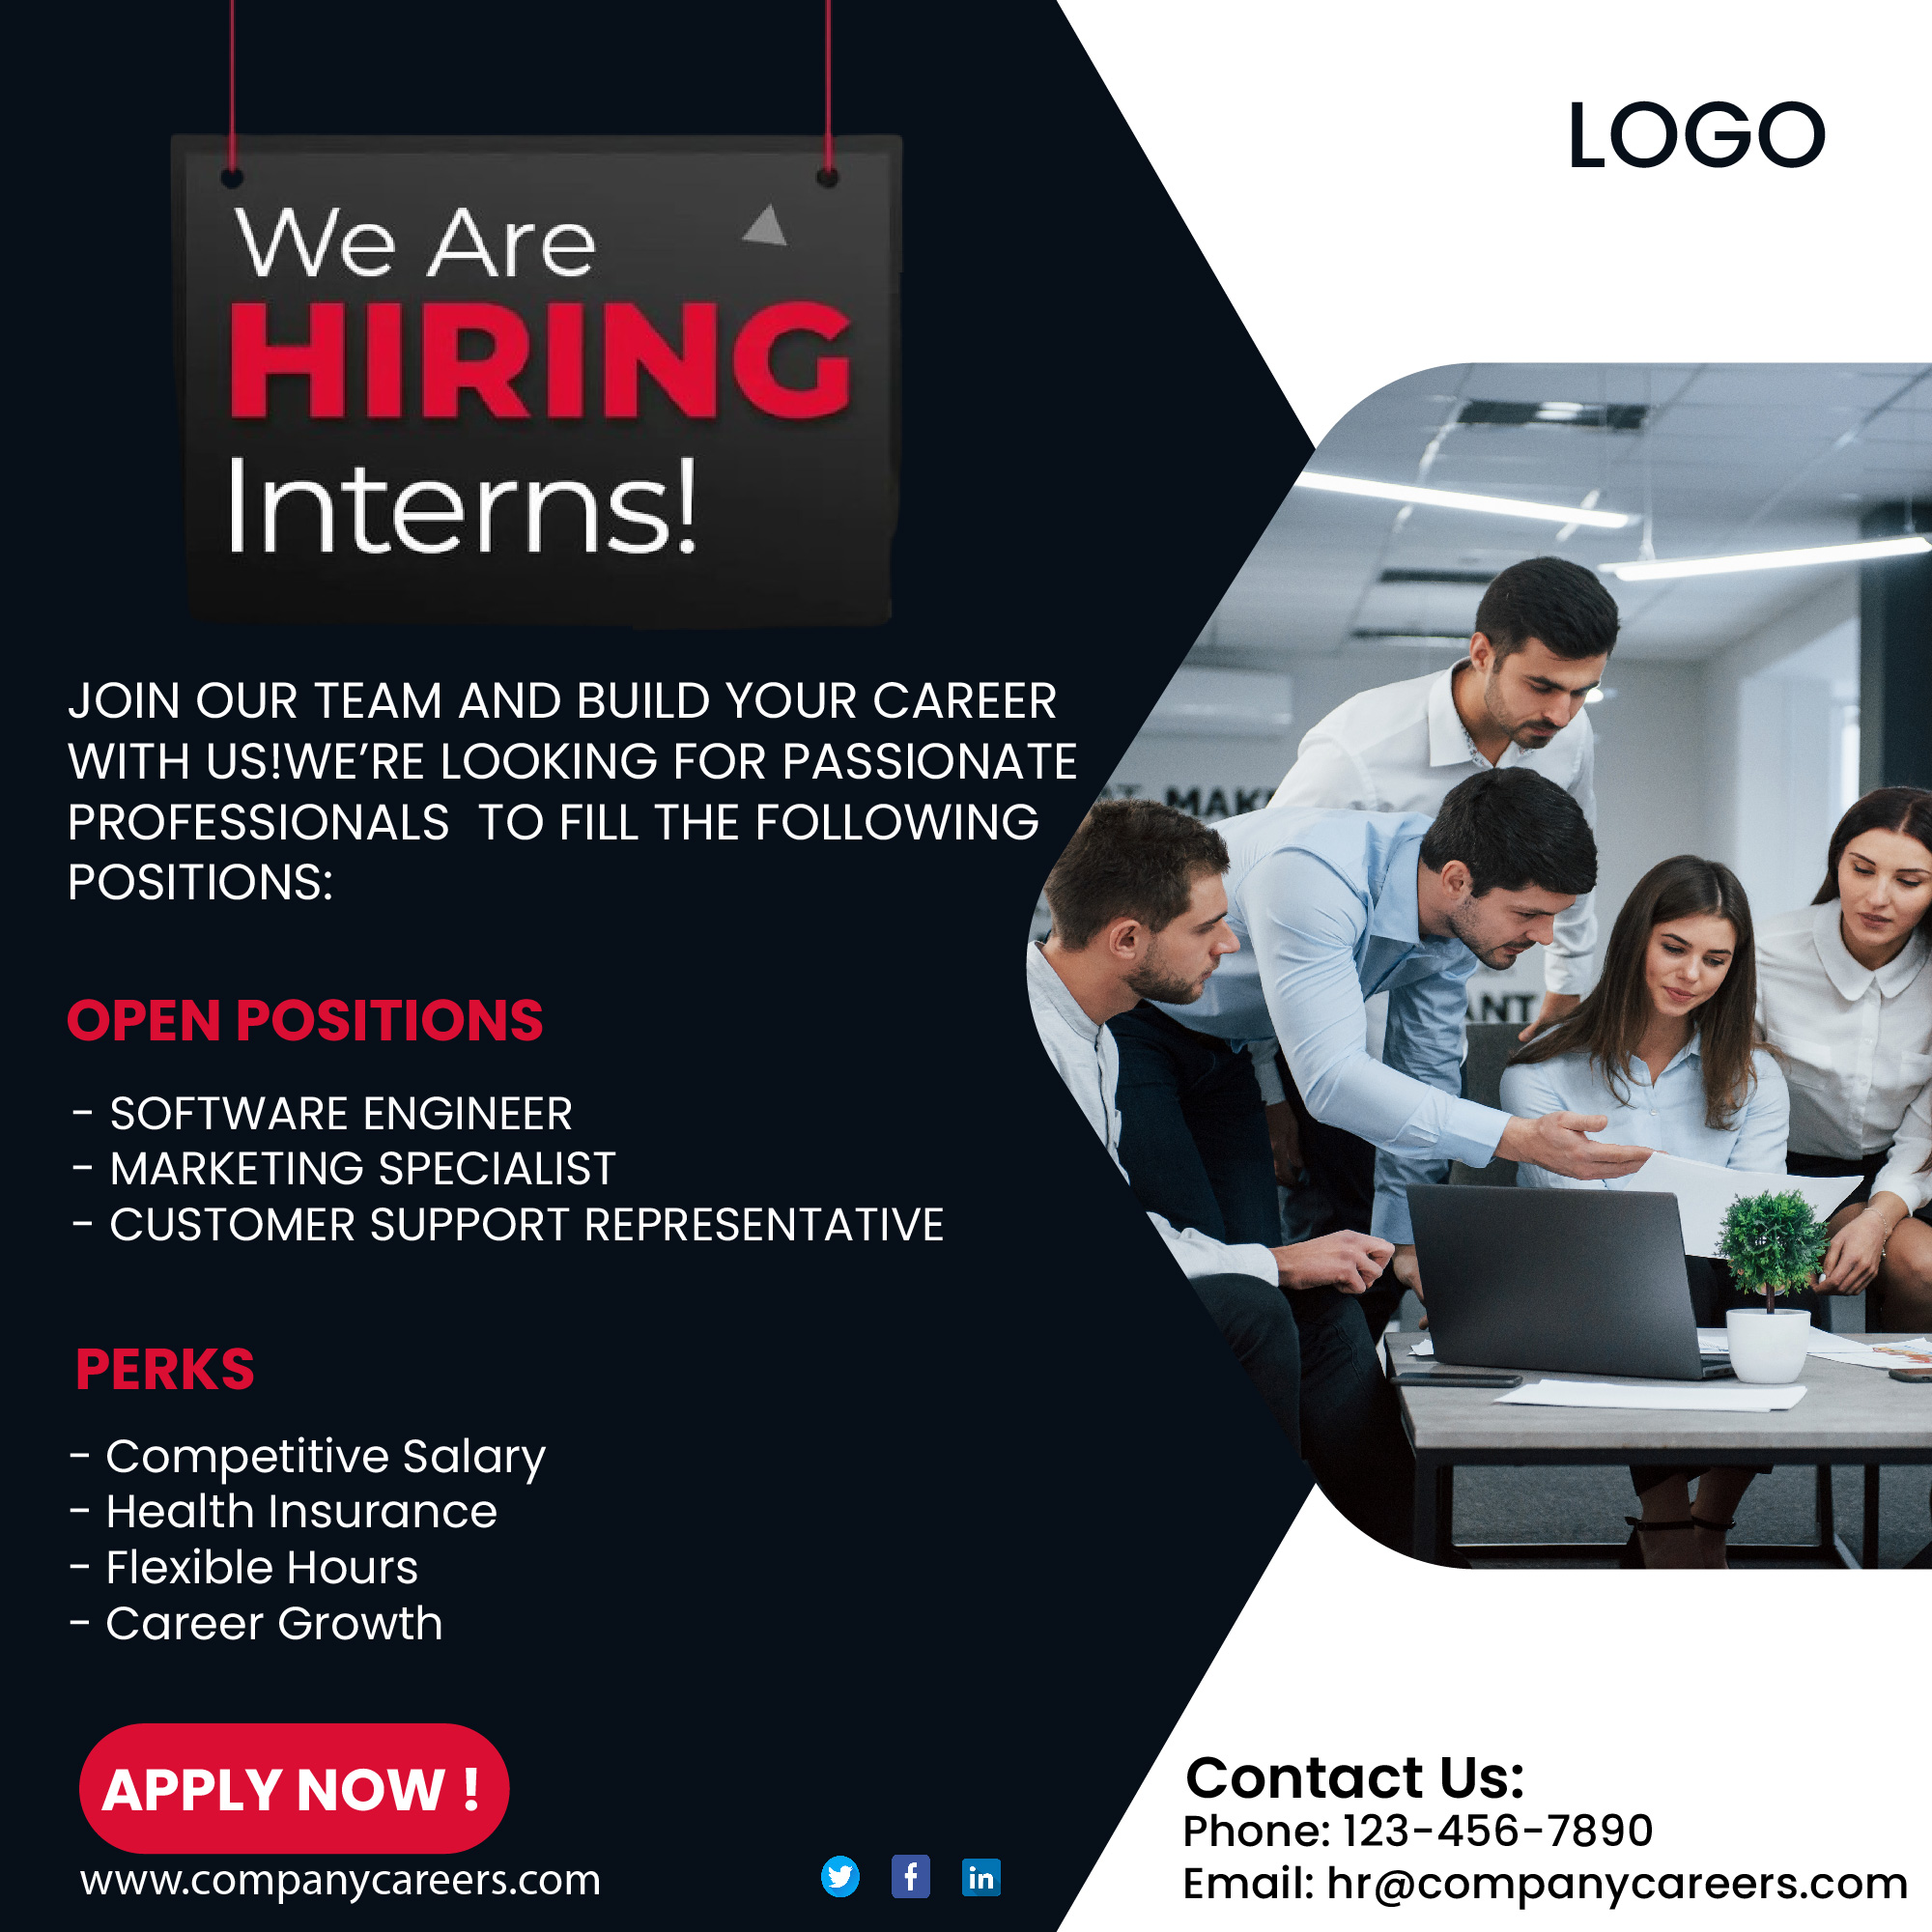 We Are
HIRING
Interns!
LOGO
JOIN OUR TEAM AND BUILD YOUR CAREER
WITH US!WE’RE LOOKING FOR PASSIONATE
PROFESSIONALS  TO FILL THE FOLLOWING
POSITIONS:
OPEN POSITIONS
- SOFTWARE ENGINEER
- MARKETING SPECIALIST
- CUSTOMER SUPPORT REPRESENTATIVE
PERKS
- Competitive Salary
- Health Insurance
- Flexible Hours
- Career Growth
APPLY NOW !
www.companycareers.com
Contact Us:
Phone: 123-456-7890
Email: hr@companycareers.com